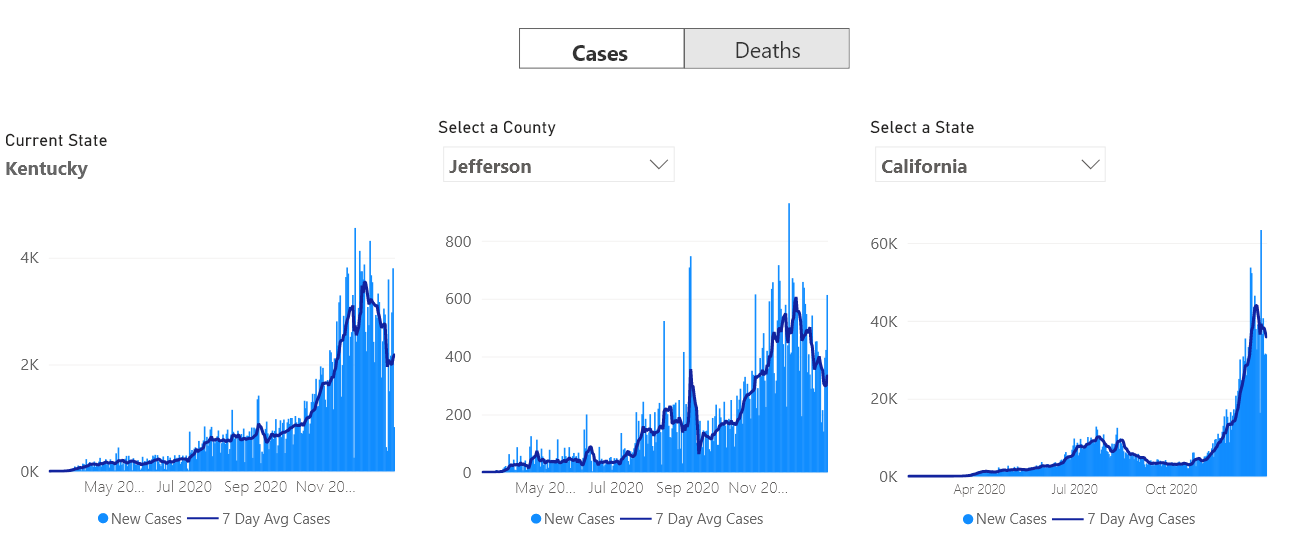 Cases Deaths
Current State
Kentucky
Select a County
Jefferson
Select a State
California
4K
2K
0K
May 20... Jul 2020 Sep 2020 Nov 20...
New Cases 7 Day Avg Cases
800
600
400
200
0
May 20... Jul 2020 Sep 2020 Nov 20...
New Cases 7 Day Avg Cases
60K
40K
20K
0K
Apr 2020 Jul 2020 Oct 2020
New Cases 7 Day Avg Cases